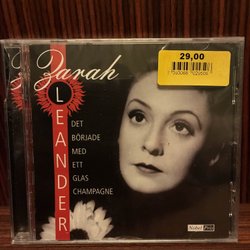 Zarah
LEANDER
DET
BÖRJADE
MED
ETT
GLAS
CHAMPAGNE
29,00